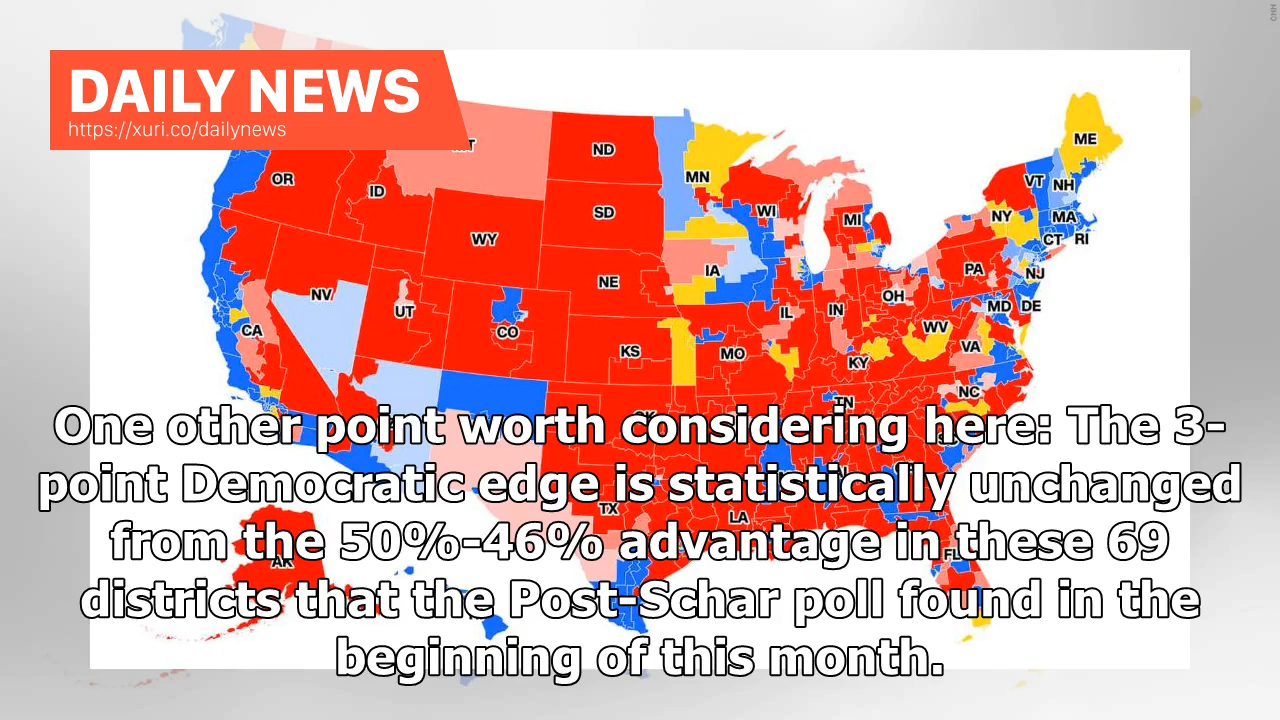 CNN
DAILY NEWS
https://xuri.co/dailynews
ME
ND
MN
OR
VT
NH
ID
WI
SD
NY
MA
MI
WY
CT
RI
PA
IA
NJ
NE
OH
NV
MD
DE
IL
IN
UT
CA
CO
WV
VA
KS
MO
KY
NC
TN
One other point worth considering here: The 3-
point Democratic edge is statistically unchanged
TX
LA
from the 50%-46% advantage in these 69
AK
FL
districts that the Post-Schar poll found in the
beginning of this month.